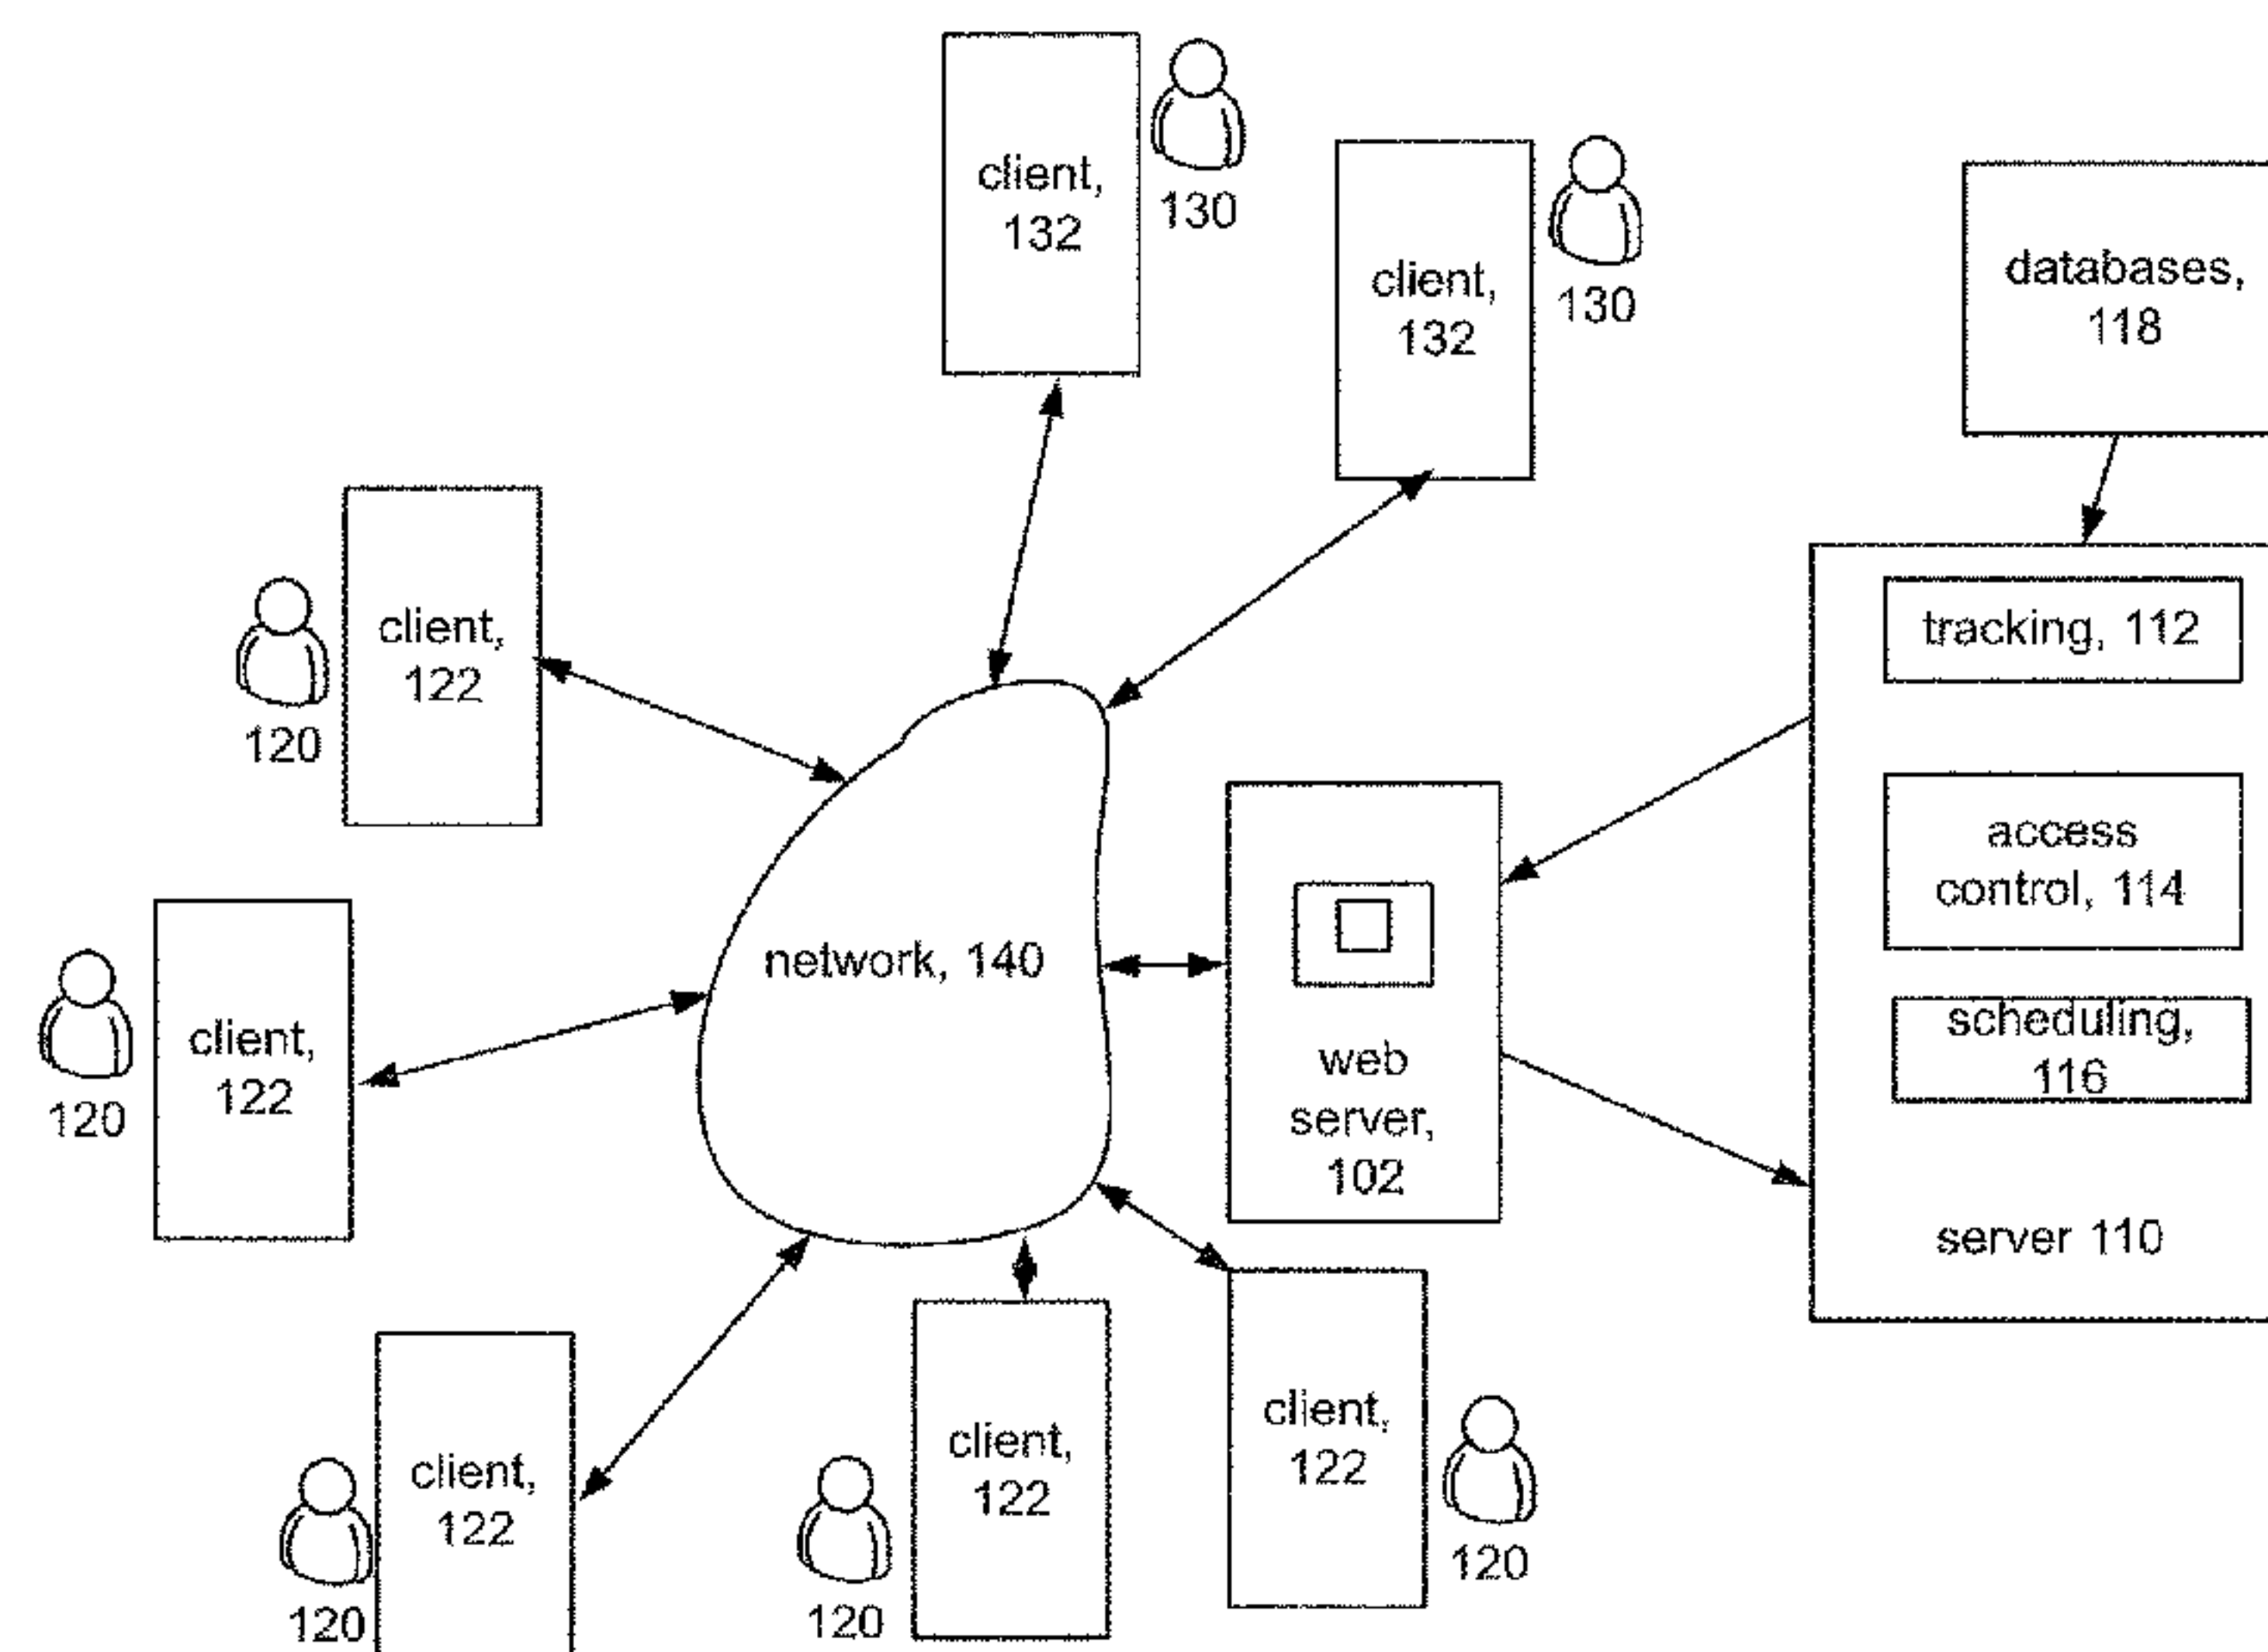 client,
132
130
client,
132
130
databases,
118
client,
122
120
tracking, 112
access
control, 114
scheduling,
116
server 110
network, 140
web
server,
102
client,
122
120
client,
122
120
client,
122
120
client,
122
120